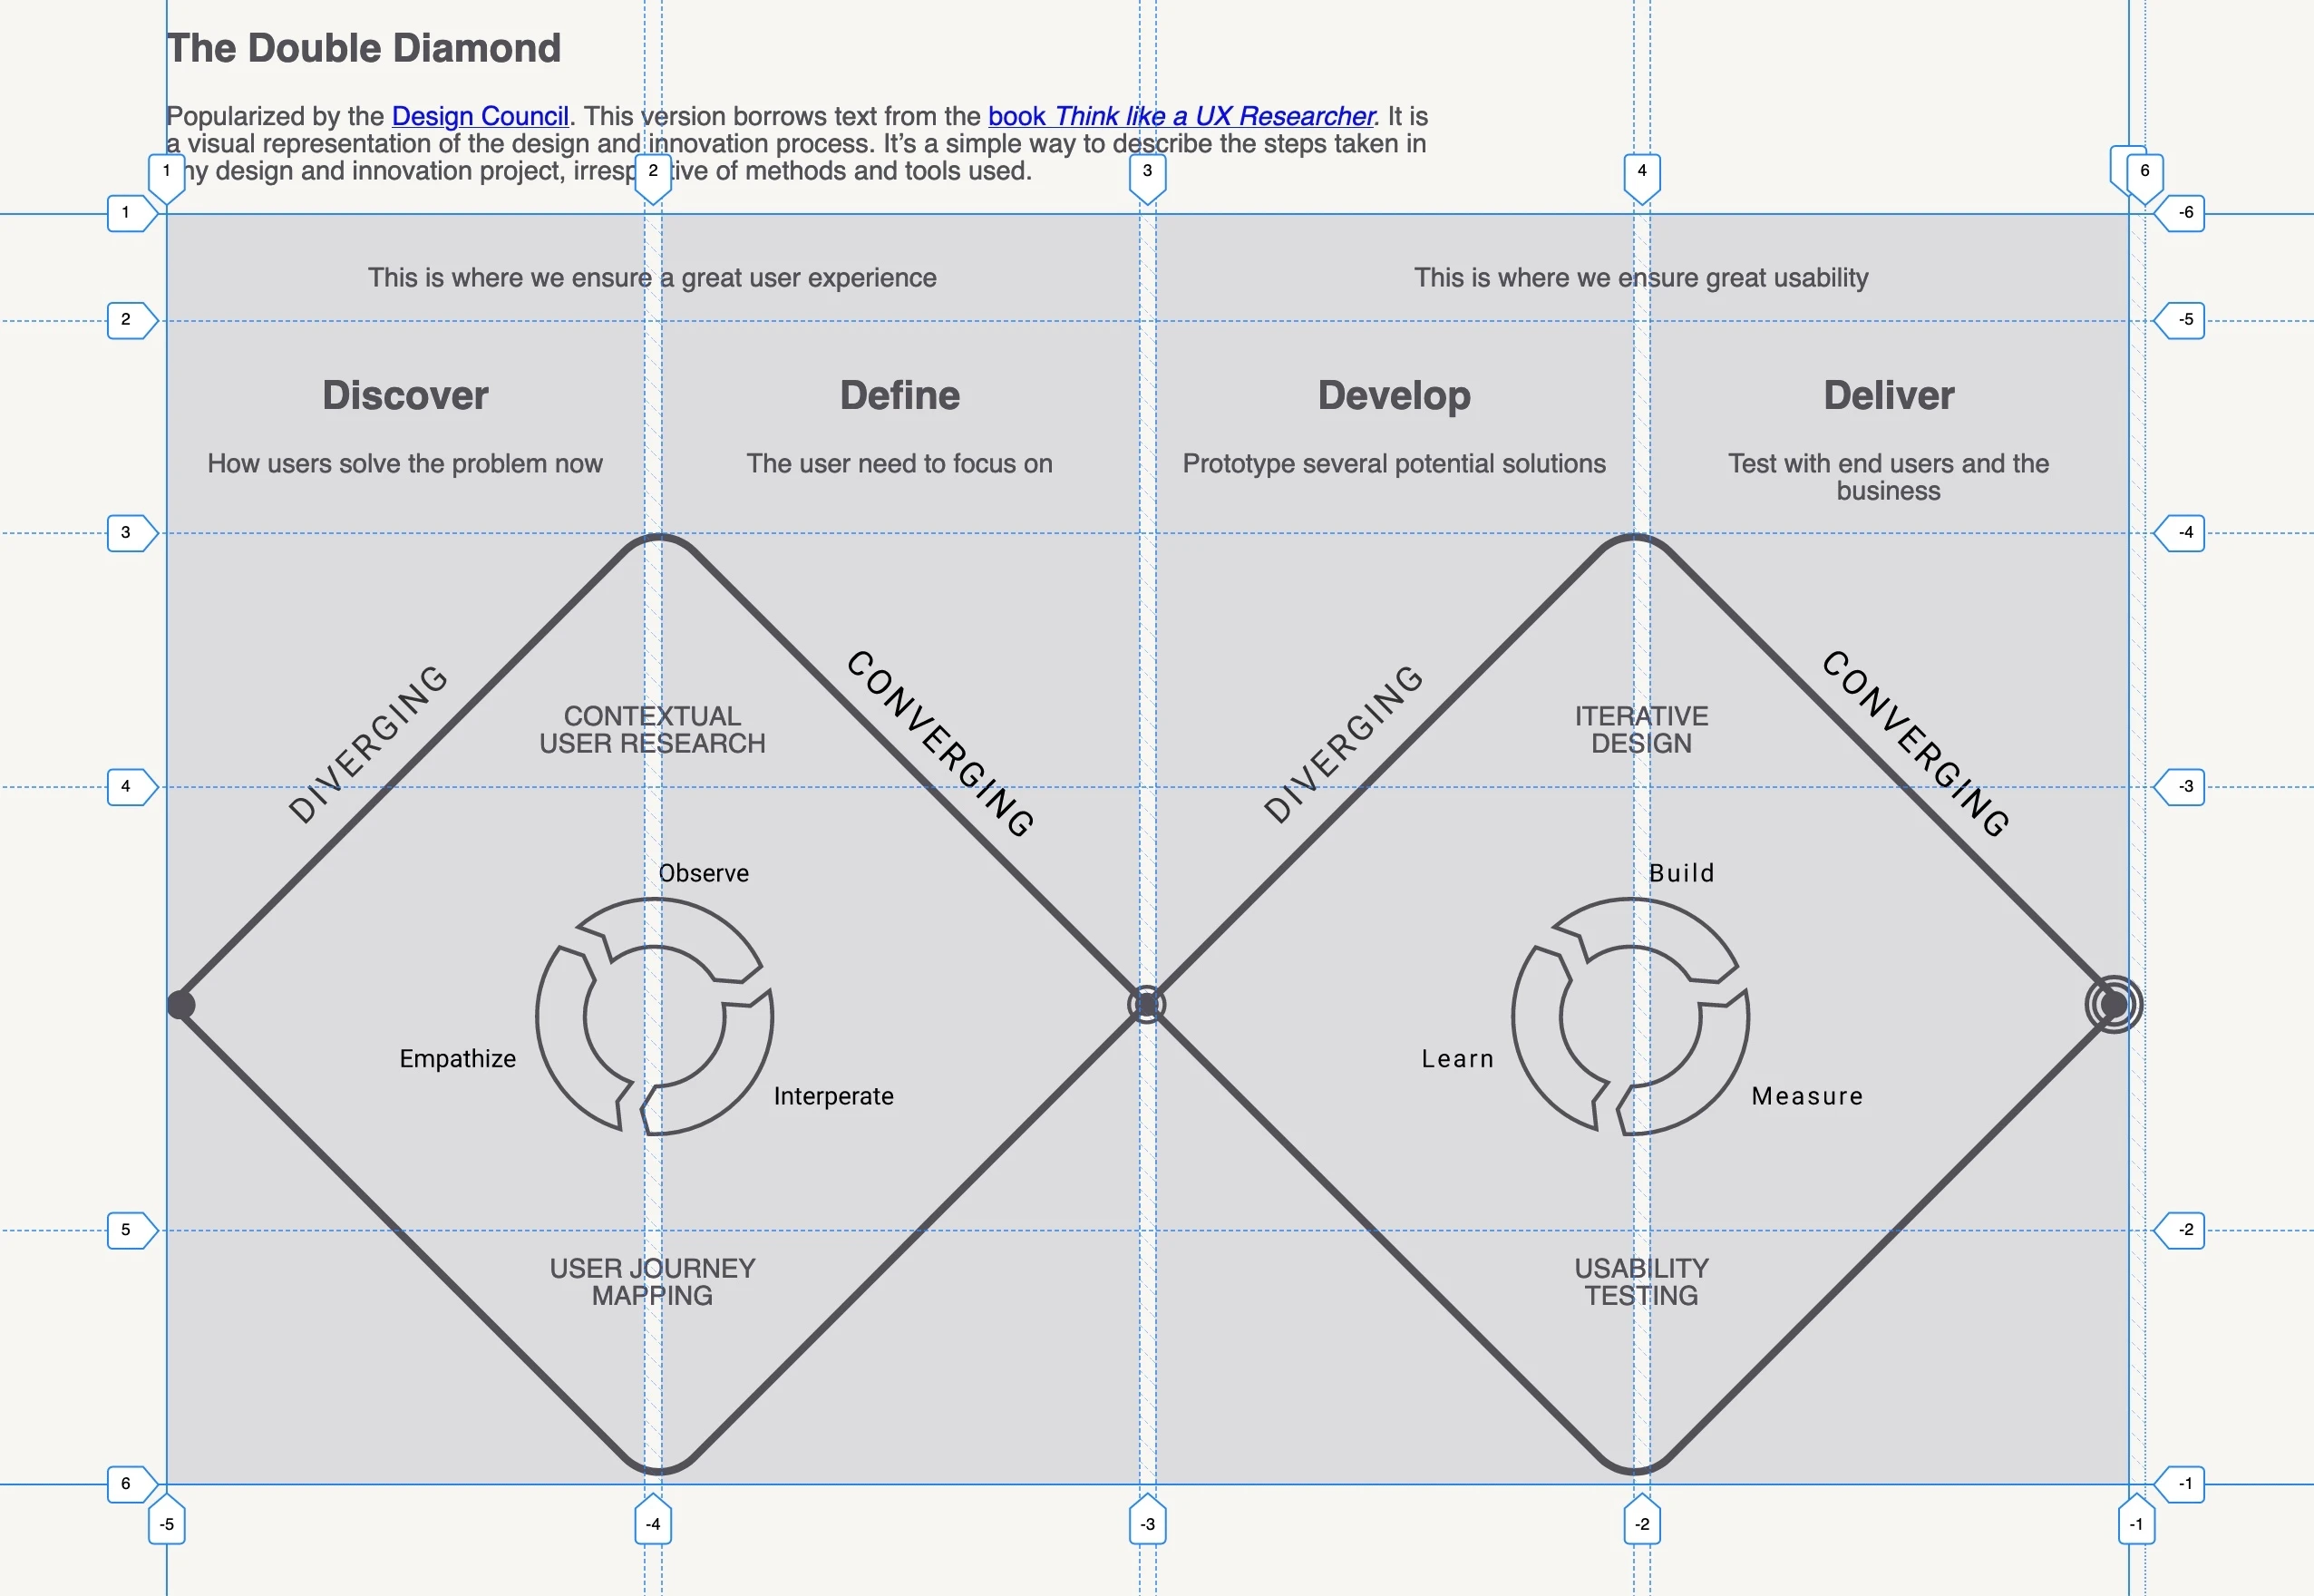 The Double Diamond
Popularized by the Design Council. This version borrows text from the book Think like a UX Researcher. It is
a visual representation of the design and innovation process. It’s a simple way to describe the steps taken in
ny design and innovation project, irresp tive of methods and tools used.
1 2 3 4 6
1 -6
This is where we ensure a great user experience
This is where we ensure great usability
2 -5
Discover
Define
Develop
Deliver
How users solve the problem now
The user need to focus on
Prototype several potential solutions
Test with end users and the
business
3 -4
DIVERGING
CONTEXTUAL
USER RESEARCH
CONVERGING
DIVERGING
ITERATIVE
DESIGN
CONVERGING
4 -3
Observe
Build
Empathize
Interperate
Learn
Measure
5 -2
USER JOURNEY
MAPPING
USABILITY
TESTING
6 -1
-5 -4 -3 -2 -1